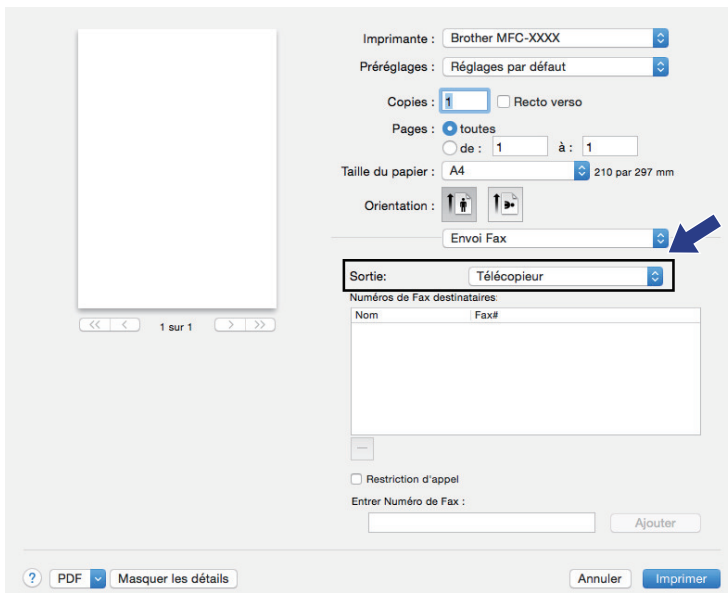 Imprimante : Brother MFC-XXXX
Préréglages : Réglages par défaut
Copies : 1 Recto verso
Pages : toutes
de : 1 à : 1
Taille du papier : A4 210 par 297 mm
Orientation :
Envoi Fax
Sortie: Télécopieur
Numéros de Fax destinataires:
Nom Fax#
<< < 1 sur 1 > >>
Restriction d'appel
Entrer Numéro de Fax :
Ajouter
? PDF Masquer les détails Annuler Imprimer